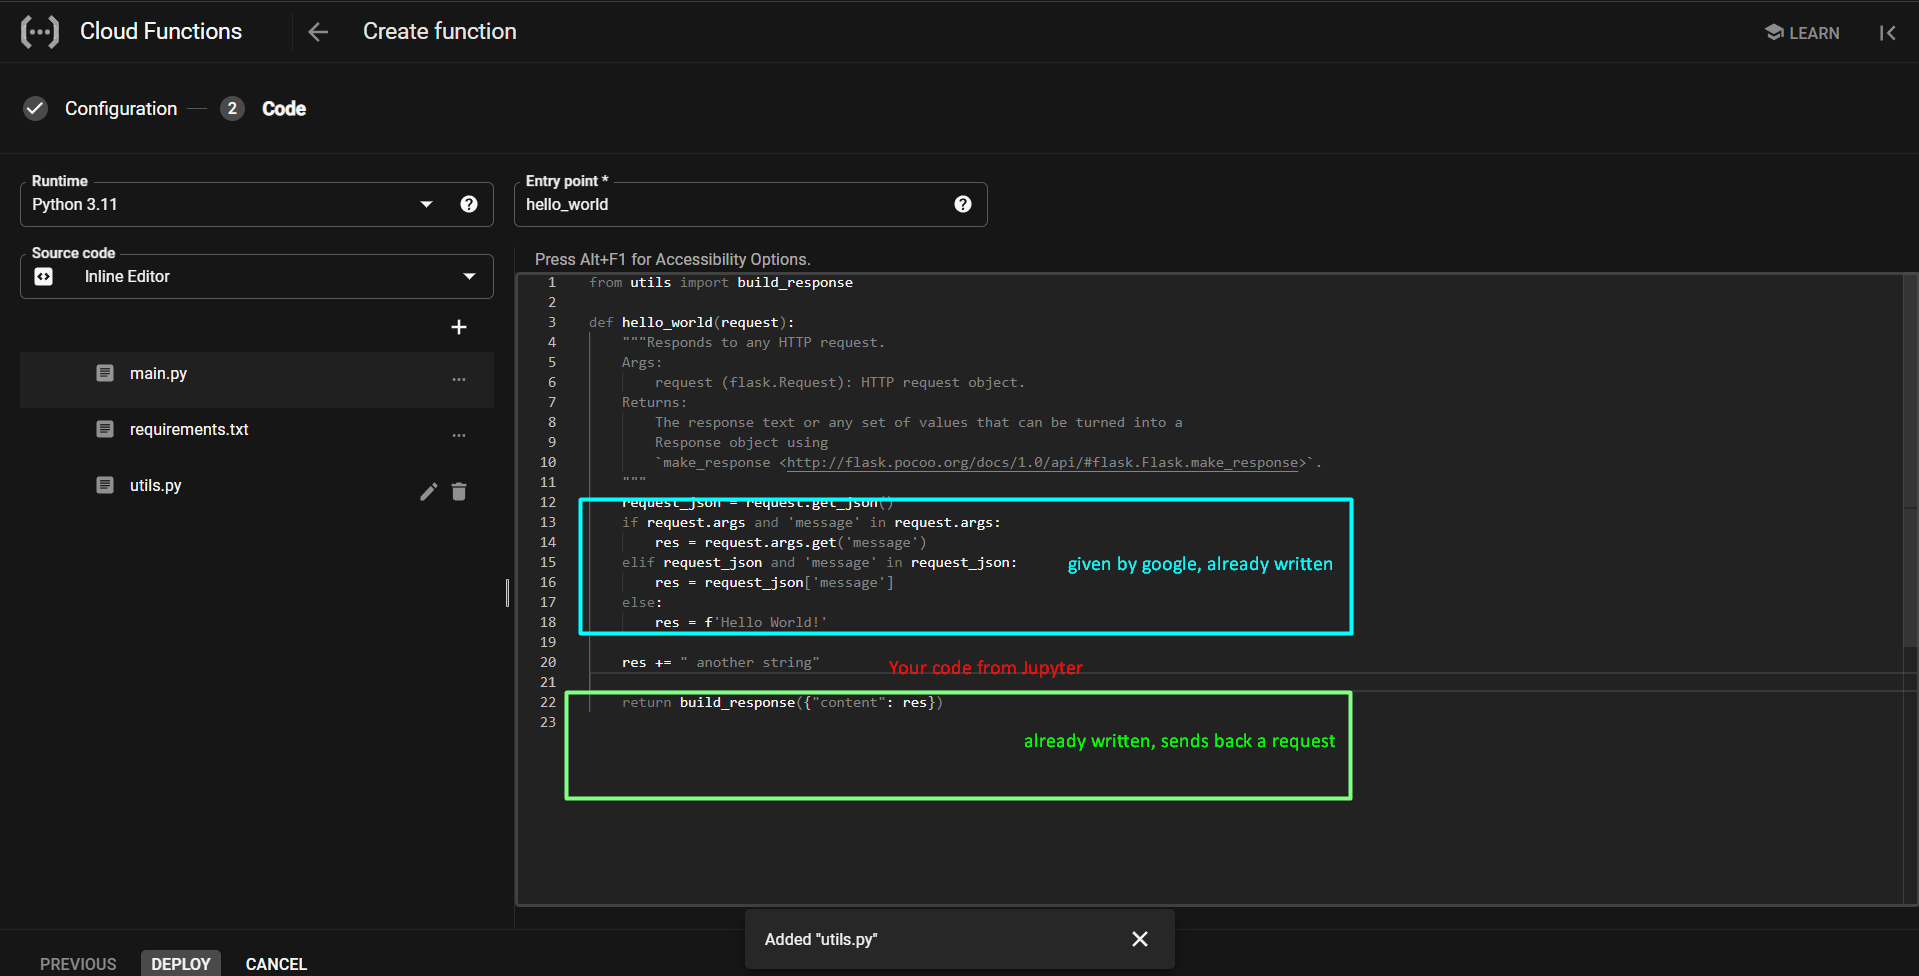 Cloud Functions
Create function
LEARN
Configuration
2
Code
Runtime
Python 3.11
Entry point *
hello_world
Source code
Inline Editor
main.py
...
requirements.txt
...
utils.py
Press Alt+F1 for Accessibility Options.
1 from utils import build_response
2
3 def hello_world(request):
4 """Responds to any HTTP request.
5 Args:
6 request (flask.Request): HTTP request object.
7 Returns:
8 The response text or any set of values that can be turned into a
9 Response object using
10 `make_response <http://flask.pocoo.org/docs/1.0/api/#flask.Flask.make_response>`.
11 """
12 request_json = request.get_json()
13 if request.args and 'message' in request.args:
14 res = request.args.get('message')
15 elif request_json and 'message' in request_json:
given by google, already written
16 res = request_json['message']
17 else:
18 res = f'Hello World!'
19
20 res += " another string"
Your code from Jupyter
21
22 return build_response({"content": res})
23
already written, sends back a request
Added "utils.py"
PREVIOUS
DEPLOY
CANCEL